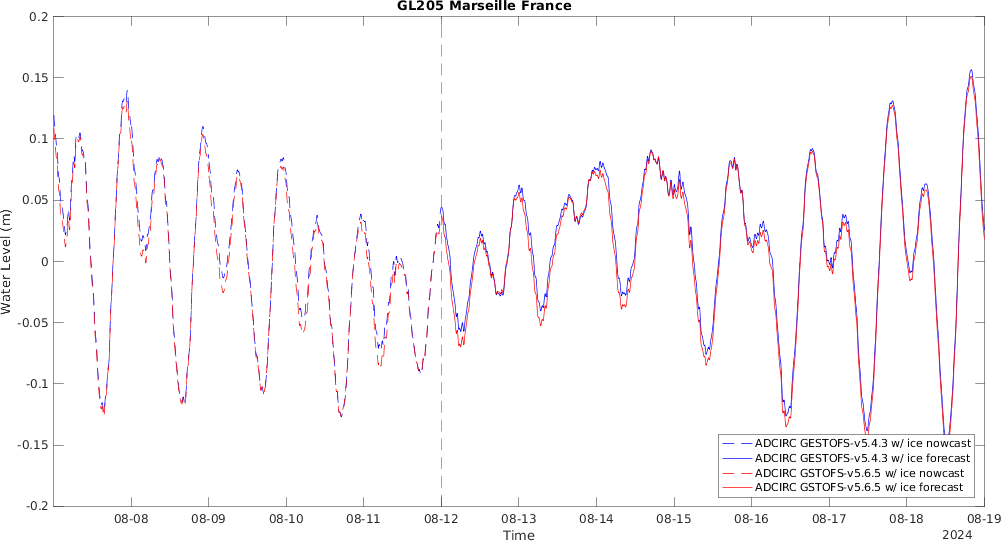 GL205 Marseille France
0.2
0.15
0.1
0.05
0
-0.05
-0.1
-0.15
-0.2
Water Level (m)
ADCIRC GESTOFS-v5.4.3 w/ ice nowcast
ADCIRC GESTOFS-v5.4.3 w/ ice forecast
ADCIRC GSTOFS-v5.6.5 w/ ice nowcast
ADCIRC GSTOFS-v5.6.5 w/ ice forecast
08-08 08-09 08-10 08-11 08-12 08-13 08-14 08-15 08-16 08-17 08-18 08-19
Time
2024